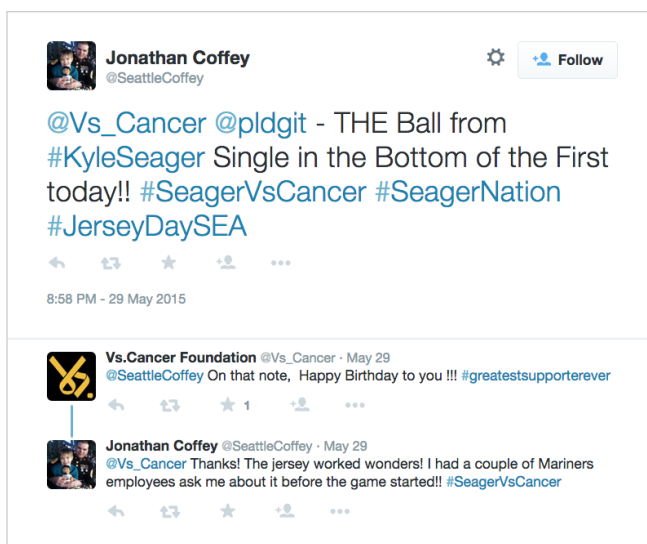 Jonathan Coffey
@SeattleCoffey
Follow
@Vs_Cancer @pldgit - THE Ball from
#KyleSeager Single in the Bottom of the First
today!! #SeagerVsCancer #SeagerNation
#JerseyDaySEA
8:58 PM - 29 May 2015
VS.
Vs.Cancer Foundation @Vs_Cancer · May 29
@SeattleCoffey On that note, Happy Birthday to you !!! #greatestsupporterever
1
Jonathan Coffey @SeattleCoffey · May 29
@Vs_Cancer Thanks! The jersey worked wonders! I had a couple of Mariners
employees ask me about it before the game started!! #SeagerVsCancer